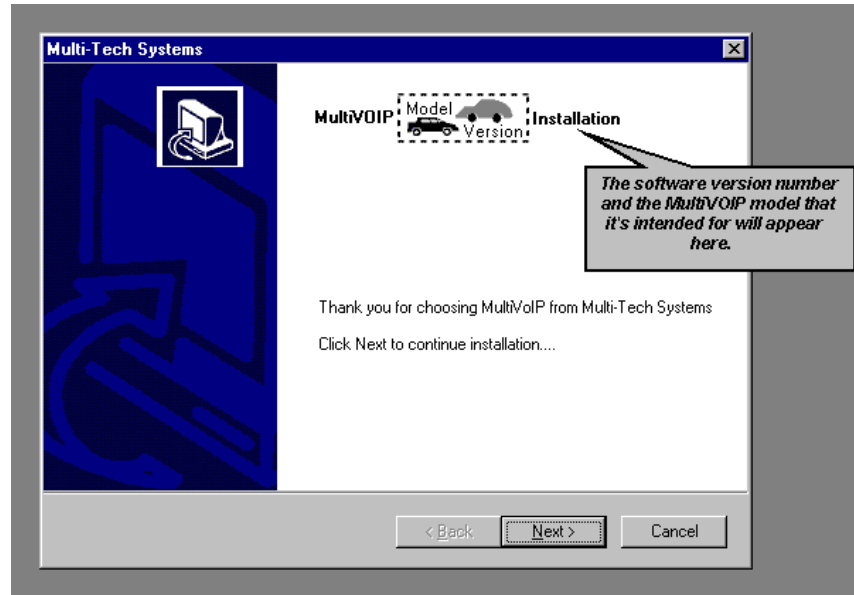 Multi-Tech Systems
MultiVOIP Model Version Installation
The software version number
and the MultiVOIP model that
it's intended for will appear
here.
Thank you for choosing MultiVoIP from Multi-Tech Systems
Click Next to continue installation....
< Back
Next >
Cancel